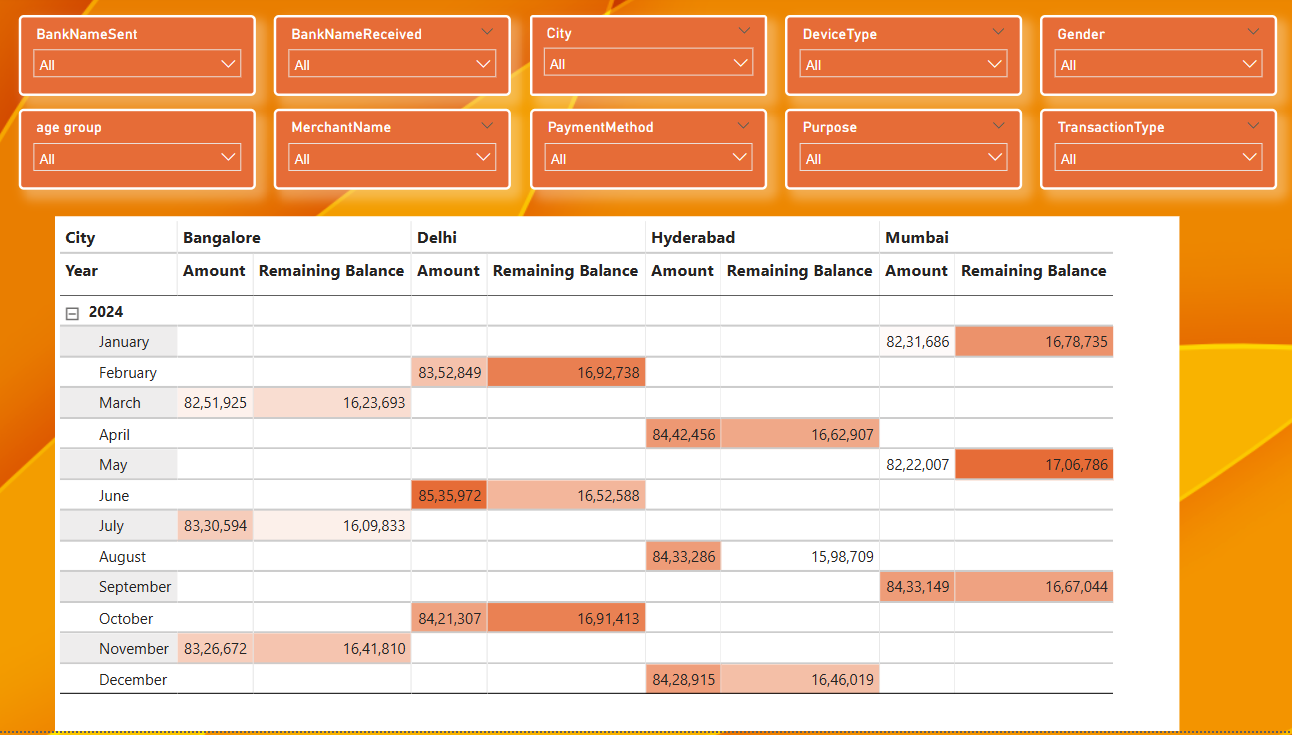 BankNameSent BankNameReceived City DeviceType Gender
All All All All All
age group MerchantName PaymentMethod Purpose TransactionType
All All All All All
City Bangalore Delhi Hyderabad Mumbai
Year Amount Remaining Balance Amount Remaining Balance Amount Remaining Balance Amount Remaining Balance
2024
January 82,31,686 16,78,735
February 83,52,849 16,92,738
March 82,51,925 16,23,693
April 84,42,456 16,62,907
May 82,22,007 17,06,786
June 85,35,972 16,52,588
July 83,30,594 16,09,833
August 84,33,286 15,98,709
September 84,33,149 16,67,044
October 84,21,307 16,91,413
November 83,26,672 16,41,810
December 84,28,915 16,46,019